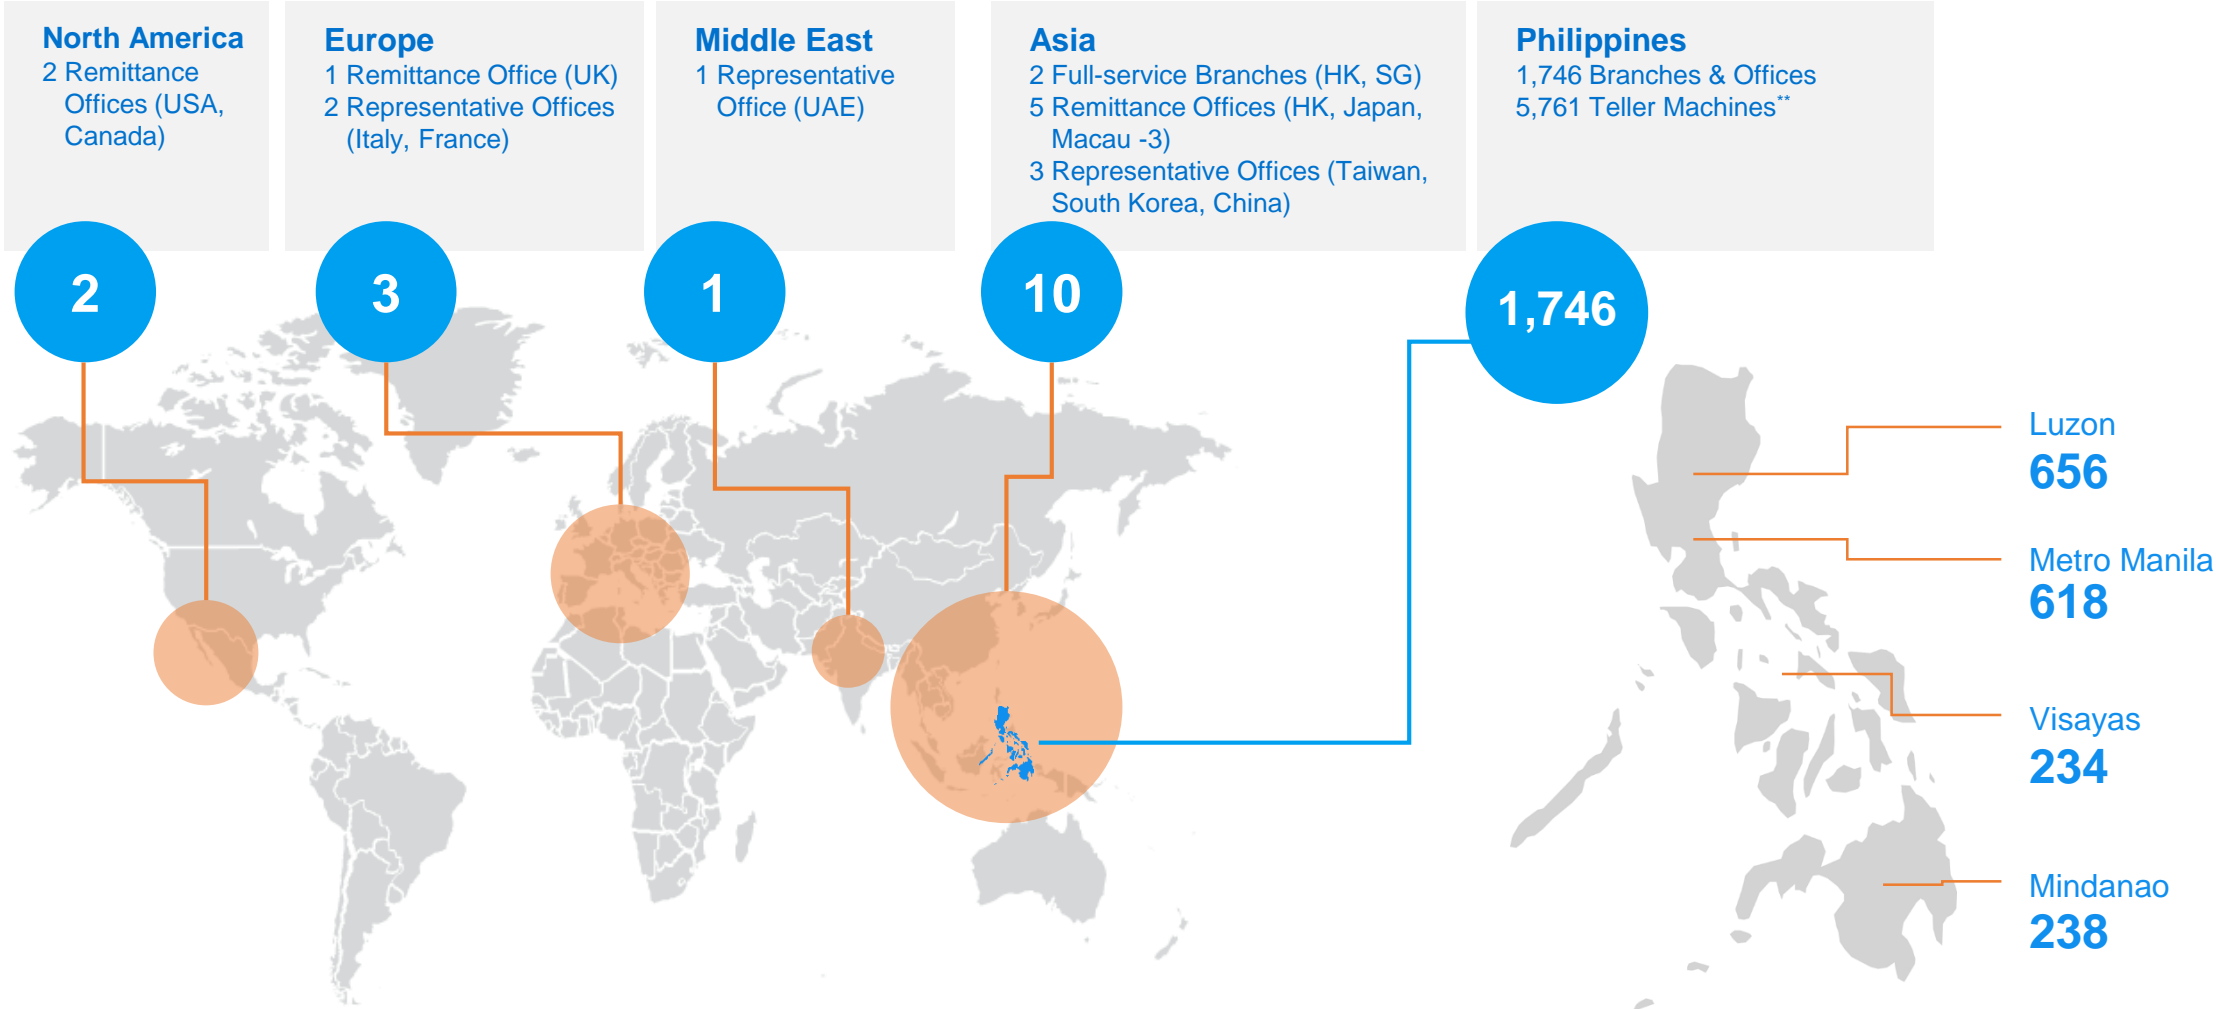 North America
2 Remittance
Offices (USA,
Canada)
Europe
1 Remittance Office (UK)
2 Representative Offices
(Italy, France)
Middle East
1 Representative
Office (UAE)
Asia
2 Full-service Branches (HK, SG)
5 Remittance Offices (HK, Japan,
Macau -3)
3 Representative Offices (Taiwan,
South Korea, China)
Philippines
1,746 Branches & Offices
5,761 Teller Machines**
2
3
1
10
1,746
Luzon
656
Metro Manila
618
Visayas
234
Mindanao
238